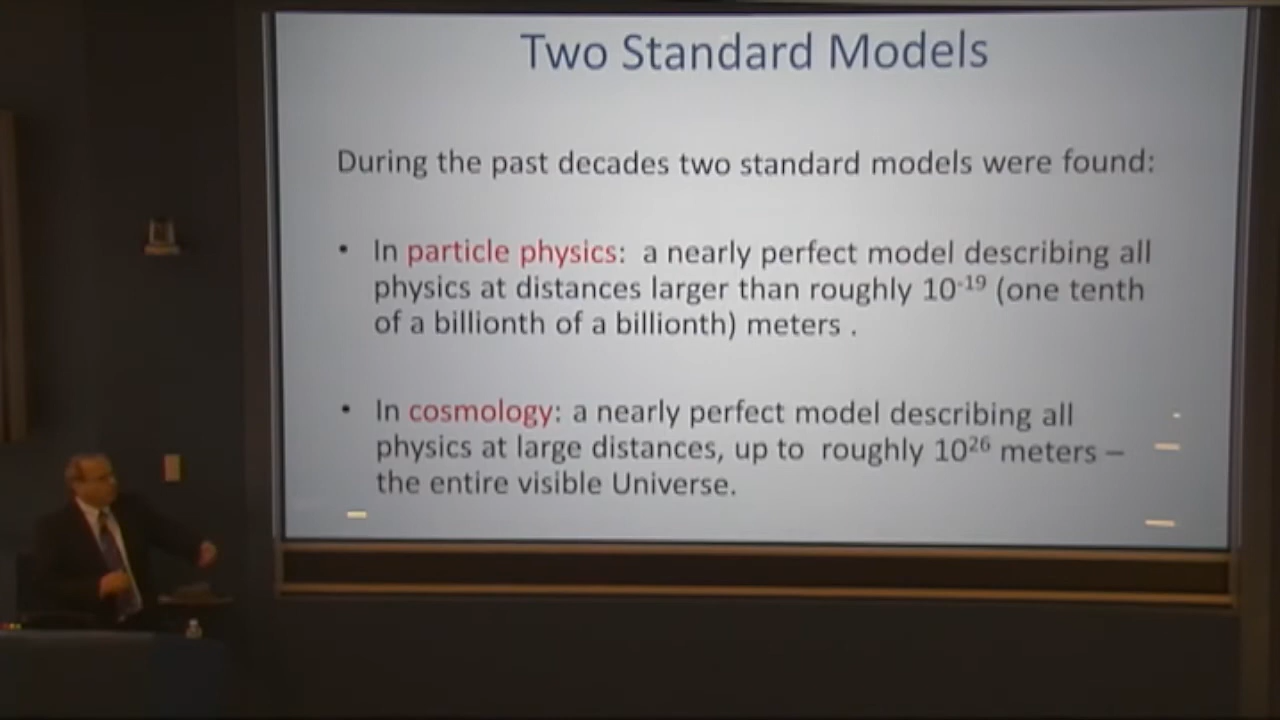 Two Standard Models
During the past decades two standard models were found:
• In particle physics: a nearly perfect model describing all
physics at distances larger than roughly 10⁻¹⁹ (one tenth
of a billionth of a billionth) meters .
• In cosmology: a nearly perfect model describing all
physics at large distances, up to roughly 10²⁶ meters –
the entire visible Universe.